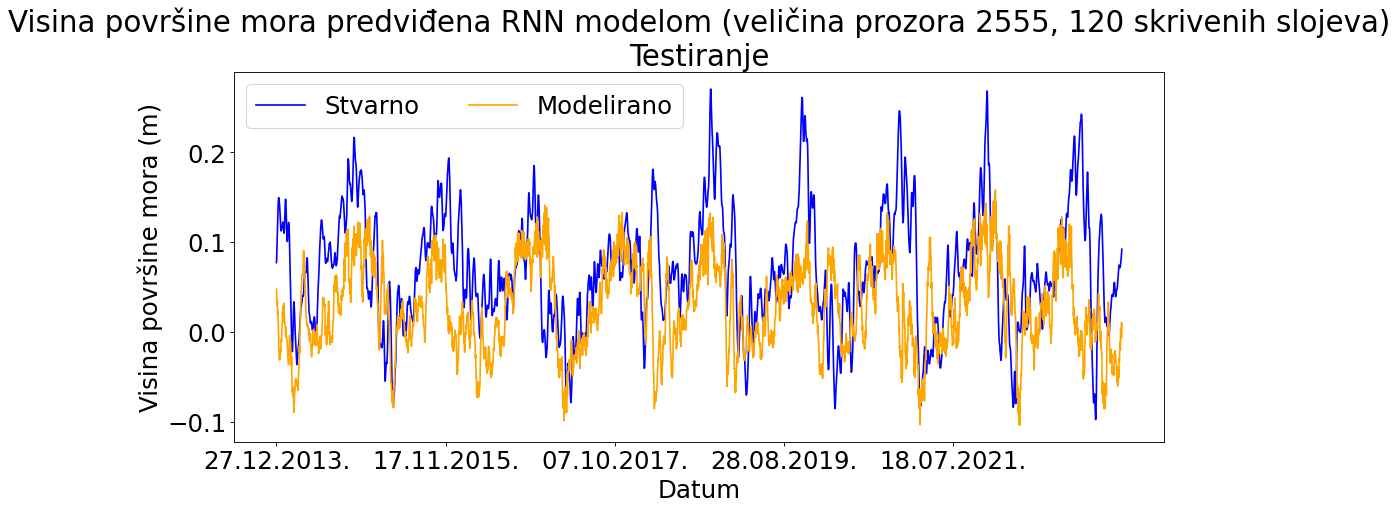 Visina površine mora predviđena RNN modelom (veličina prozora 2555, 120 skrivenih slojeva)
Testiranje
Stvarno Modelirano
Visina površine mora (m)
0.2
0.1
0.0
−0.1
27.12.2013. 17.11.2015. 07.10.2017. 28.08.2019. 18.07.2021.
Datum